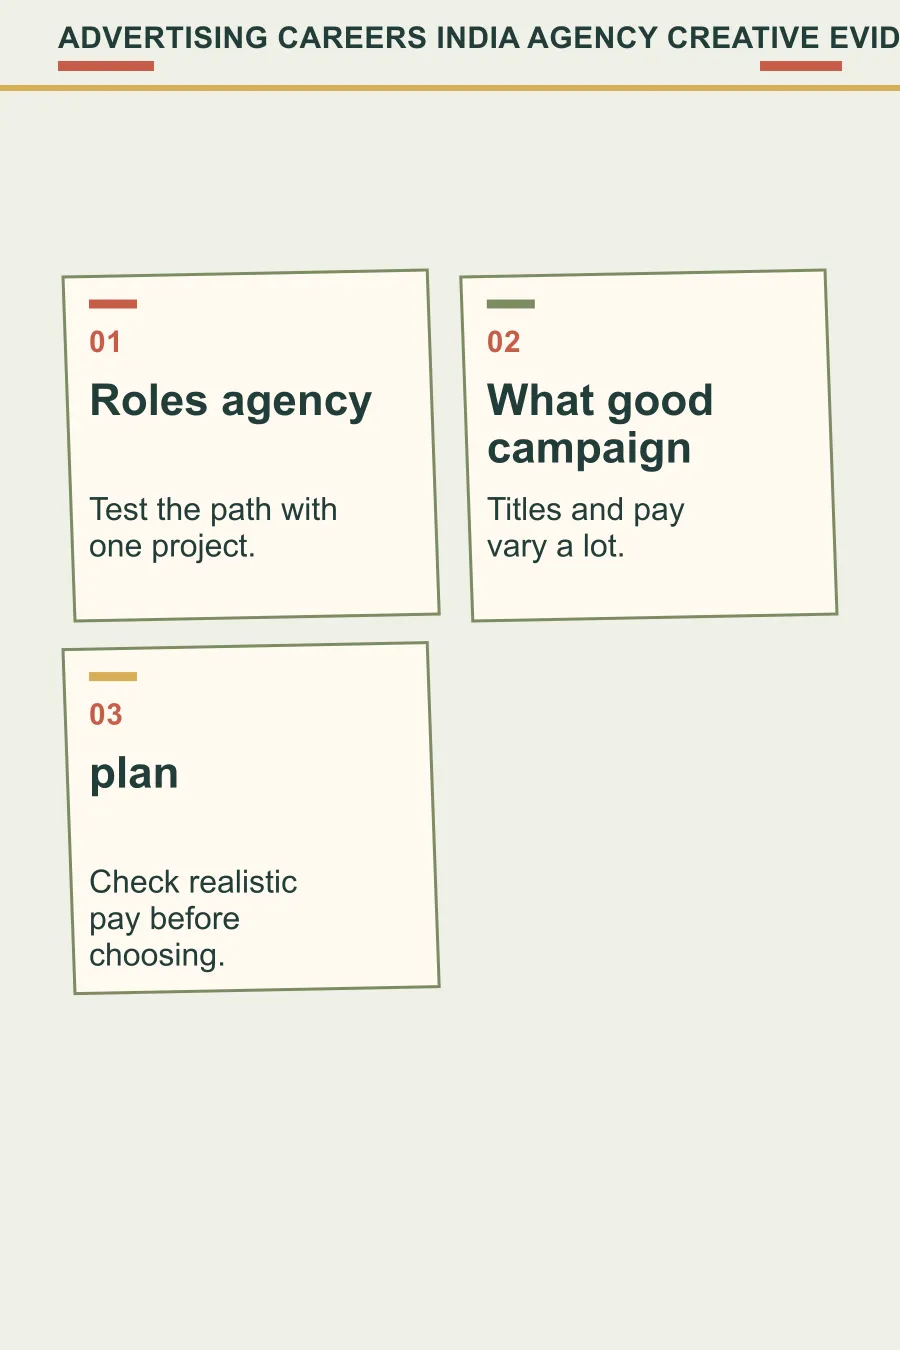 ADVERTISING CAREERS INDIA AGENCY CREATIVE EVID
01
Roles agency
Test the path with
one project.
02
What good
campaign
Titles and pay
vary a lot.
03
plan
Check realistic
pay before
choosing.